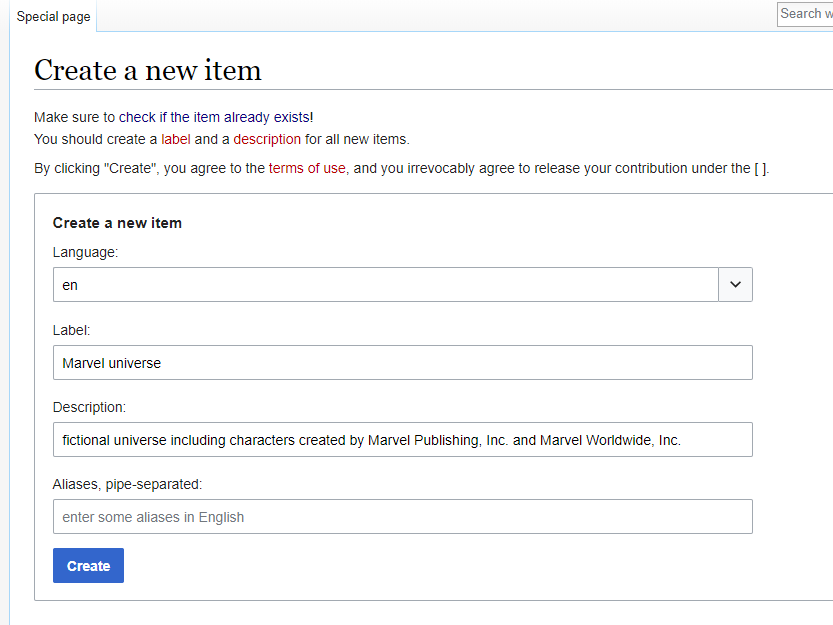 Special page
Search
Create a new item
Make sure to check if the item already exists!
You should create a label and a description for all new items.
By clicking "Create", you agree to the terms of use, and you irrevocably agree to release your contribution under the [ ].
Create a new item
Language:
en
Label:
Marvel universe
Description:
fictional universe including characters created by Marvel Publishing, Inc. and Marvel Worldwide, Inc.
Aliases, pipe-separated:
enter some aliases in English
Create